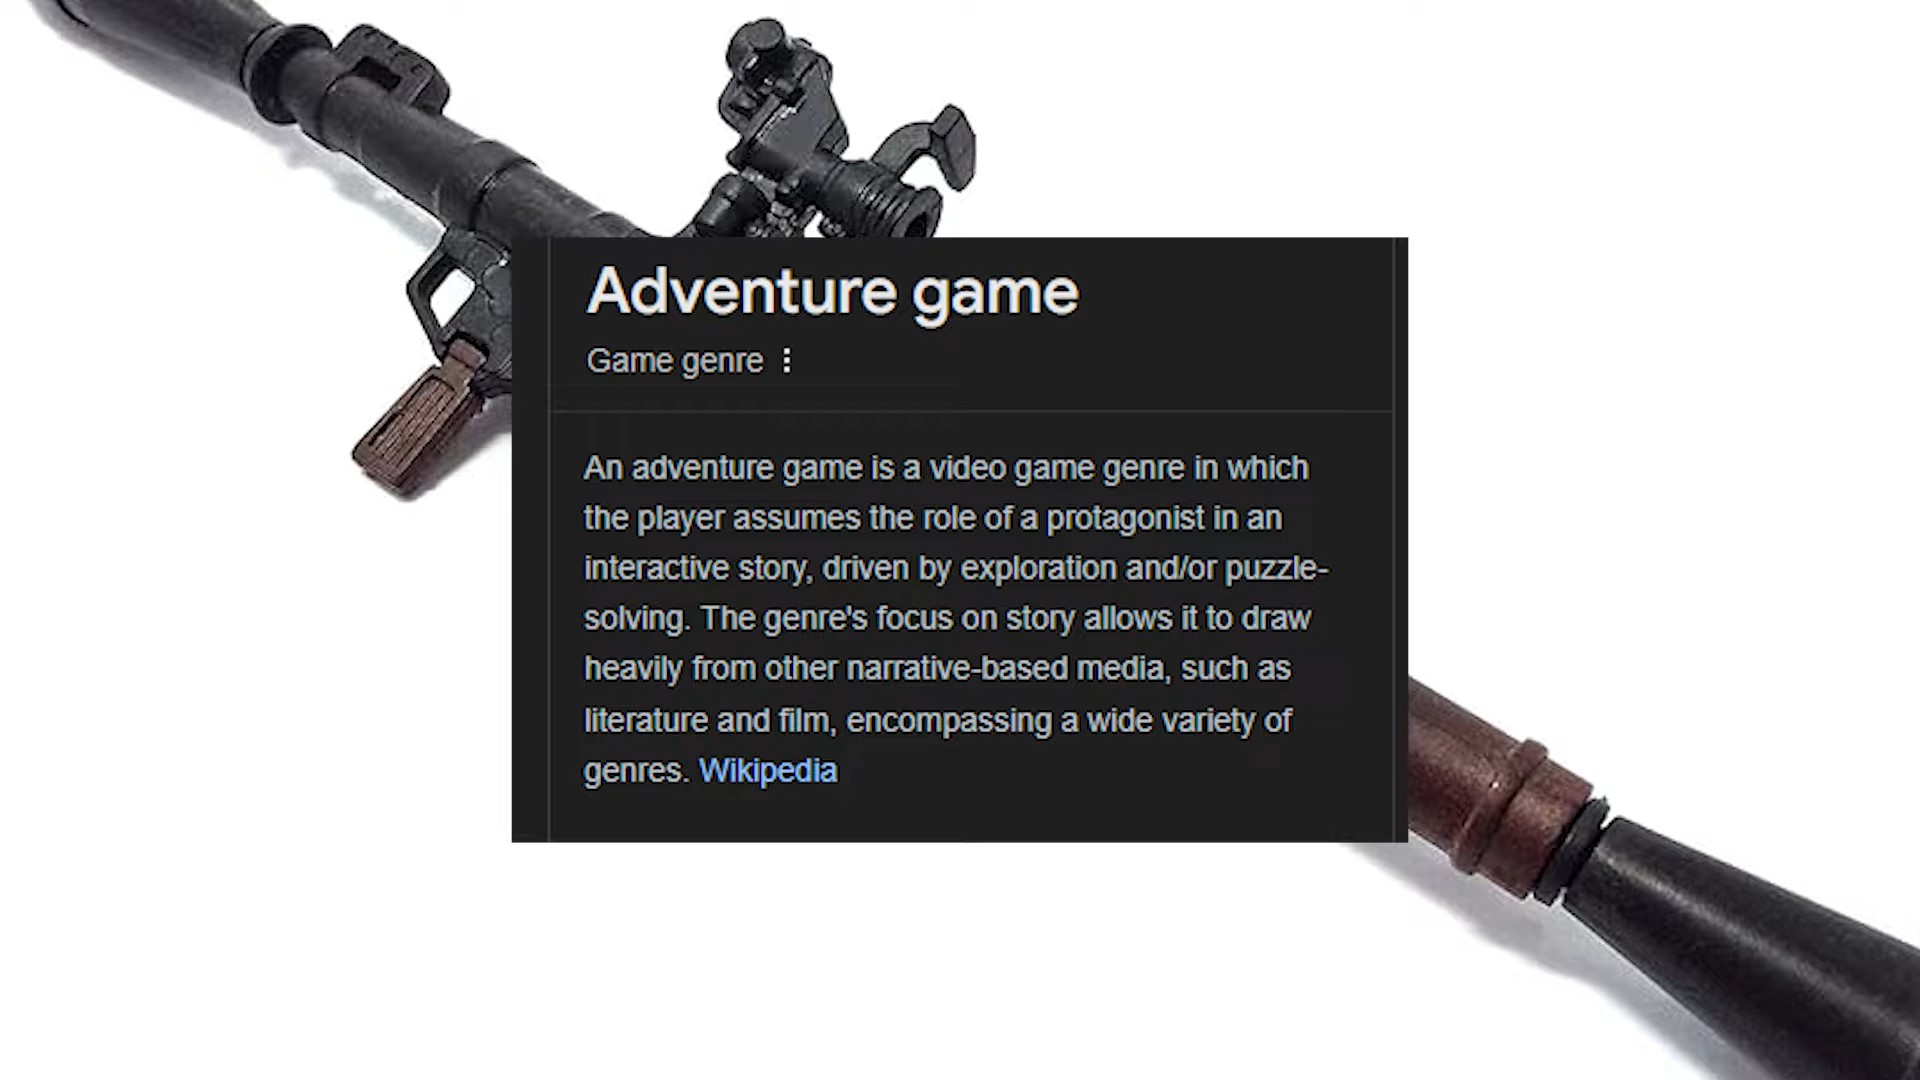 Adventure game
Game genre
An adventure game is a video game genre in which
the player assumes the role of a protagonist in an
interactive story, driven by exploration and/or puzzle-
solving. The genre's focus on story allows it to draw
heavily from other narrative-based media, such as
literature and film, encompassing a wide variety of
genres. Wikipedia